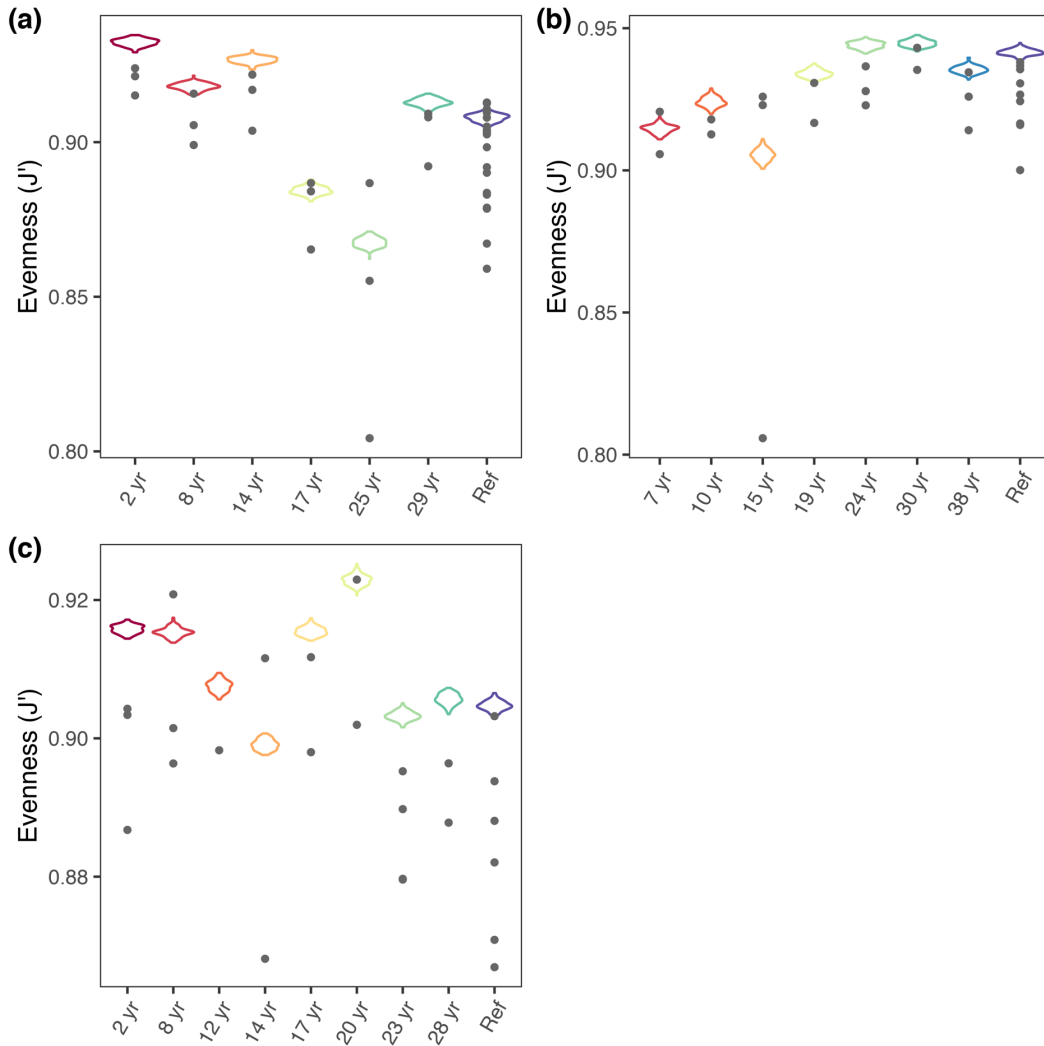 (a)
Evenness (J')
0.90
0.85
0.80
2 yr
8 yr
14 yr
17 yr
25 yr
29 yr
Ref
(b)
Evenness (J')
0.95
0.90
0.85
0.80
7 yr
10 yr
15 yr
19 yr
24 yr
30 yr
38 yr
Ref
(c)
Evenness (J')
0.92
0.90
0.88
2 yr
8 yr
12 yr
14 yr
17 yr
20 yr
23 yr
28 yr
Ref